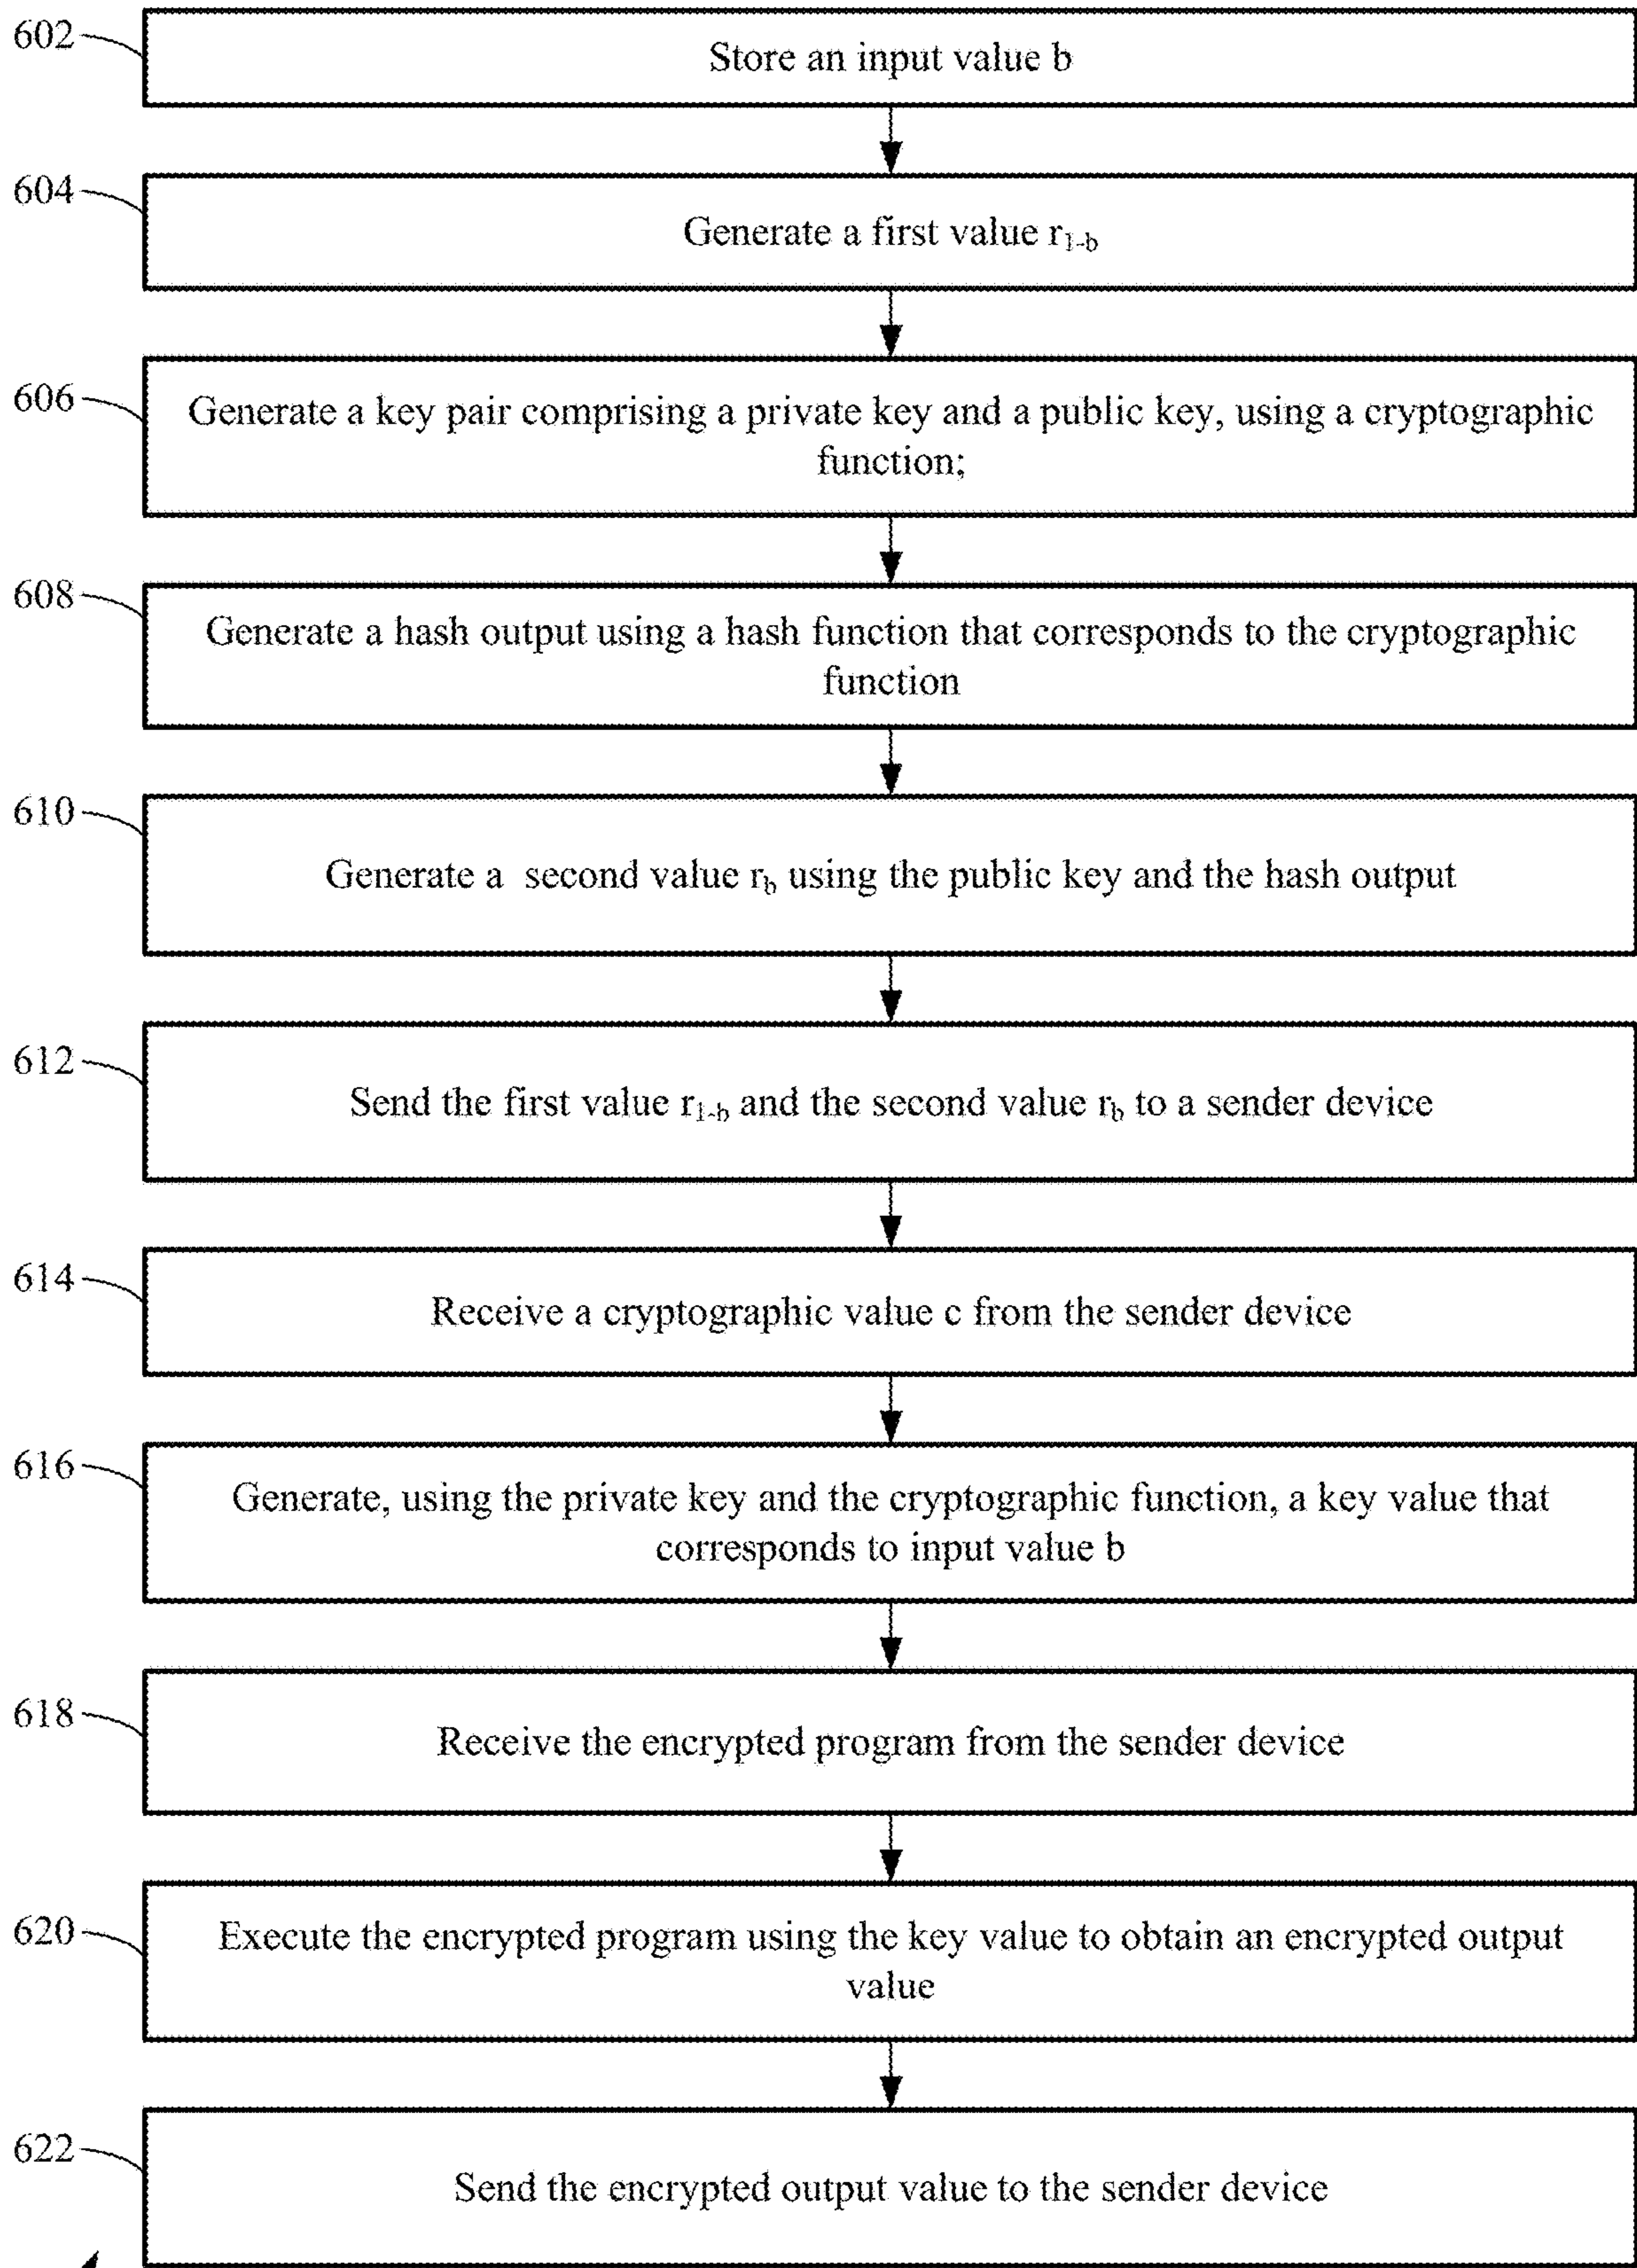 602
Store an input value b
604
Generate a first value r1-b
606
Generate a key pair comprising a private key and a public key, using a cryptographic
function;
608
Generate a hash output using a hash function that corresponds to the cryptographic
function
610
Generate a second value rb using the public key and the hash output
612
Send the first value r1-b and the second value rb to a sender device
614
Receive a cryptographic value c from the sender device
616
Generate, using the private key and the cryptographic function, a key value that
corresponds to input value b
618
Receive the encrypted program from the sender device
620
Execute the encrypted program using the key value to obtain an encrypted output
value
622
Send the encrypted output value to the sender device